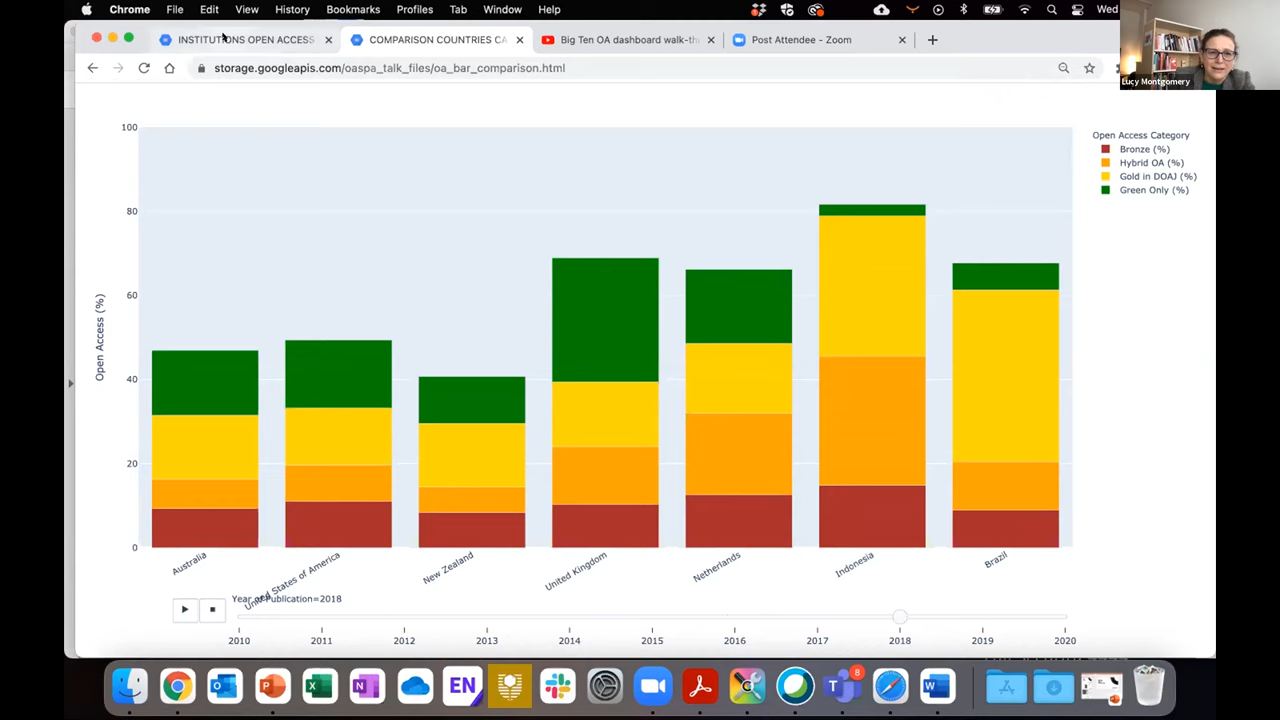 Chrome File Edit View History Bookmarks Profiles Tab Window Help Wed
INSTITUTIONS OPEN ACCESS COMPARISON COUNTRIES CA Big Ten OA dashboard walk-th Post Attendee - Zoom
storage.googleapis.com/oaspa_talk_files/oa_bar_comparison.html
Lucy Montgomery
Open Access Category
Bronze (%)
Hybrid OA (%)
Gold in DOAJ (%)
Green Only (%)
100
80
60
40
20
0
Open Access (%)
Australia
United States of America
New Zealand
United Kingdom
Netherlands
Indonesia
Brazil
Year of Publication=2018
2010 2011 2012 2013 2014 2015 2016 2017 2018 2019 2020
EN
8